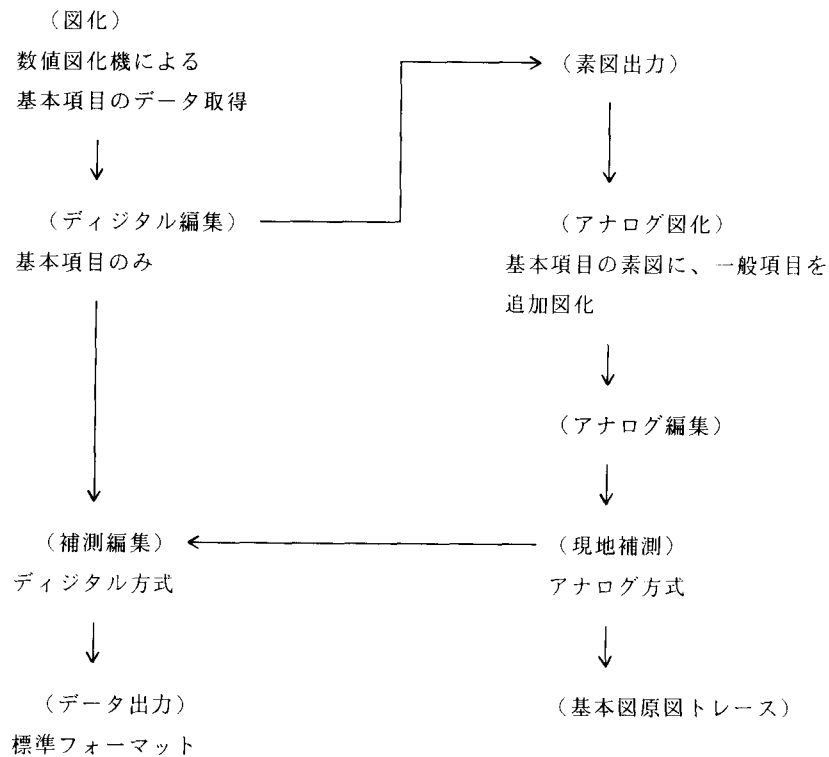 （図化）
数値図化機による
基本項目のデータ取得
（ディジタル編集）
基本項目のみ
（補測編集）
ディジタル方式
（データ出力）
標準フォーマット
（素図出力）
（アナログ図化）
基本項目の素図に、一般項目を
追加図化
（アナログ編集）
（現地補測）
アナログ方式
（基本図原図トレース）